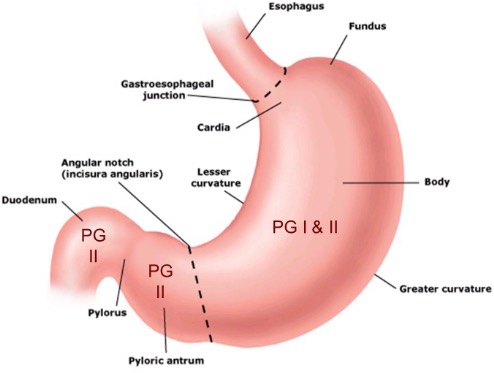 Esophagus
Fundus
Gastroesophageal
junction
Cardia
Angular notch
(incisura angularis)
Lesser
curvature
Body
Duodenum
PG
II
PG I & II
PG
II
Greater curvature
Pylorus
Pyloric antrum